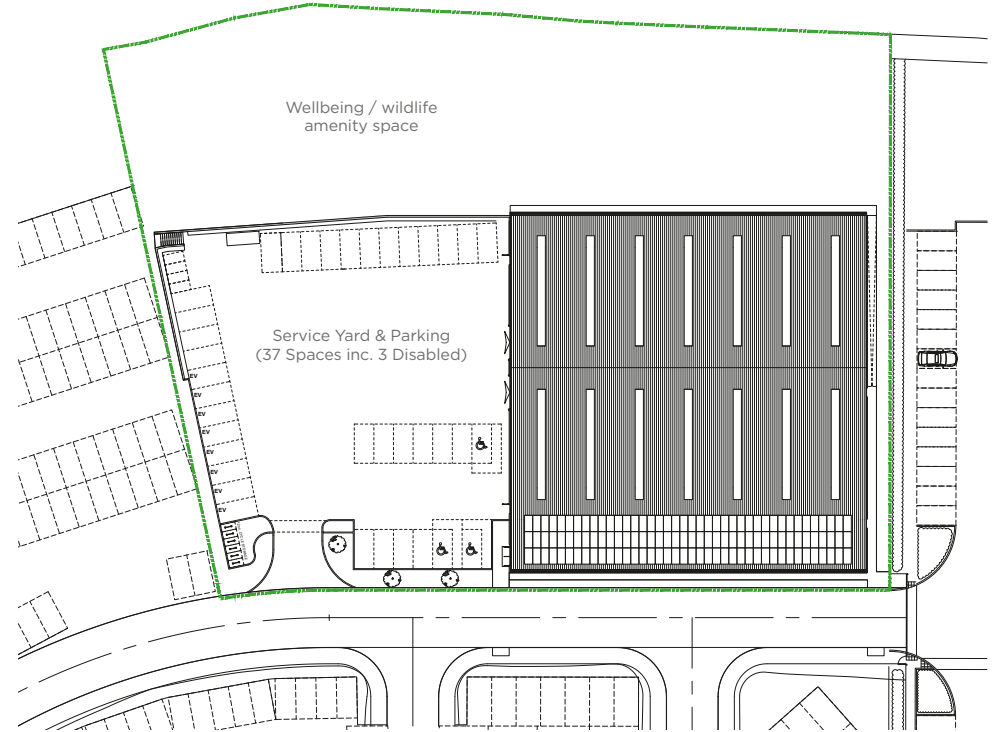 Wellbeing / wildlife
amenity space
Service Yard & Parking
(37 Spaces inc. 3 Disabled)
EV
EV
EV
EV
EV
EV
EV
EV